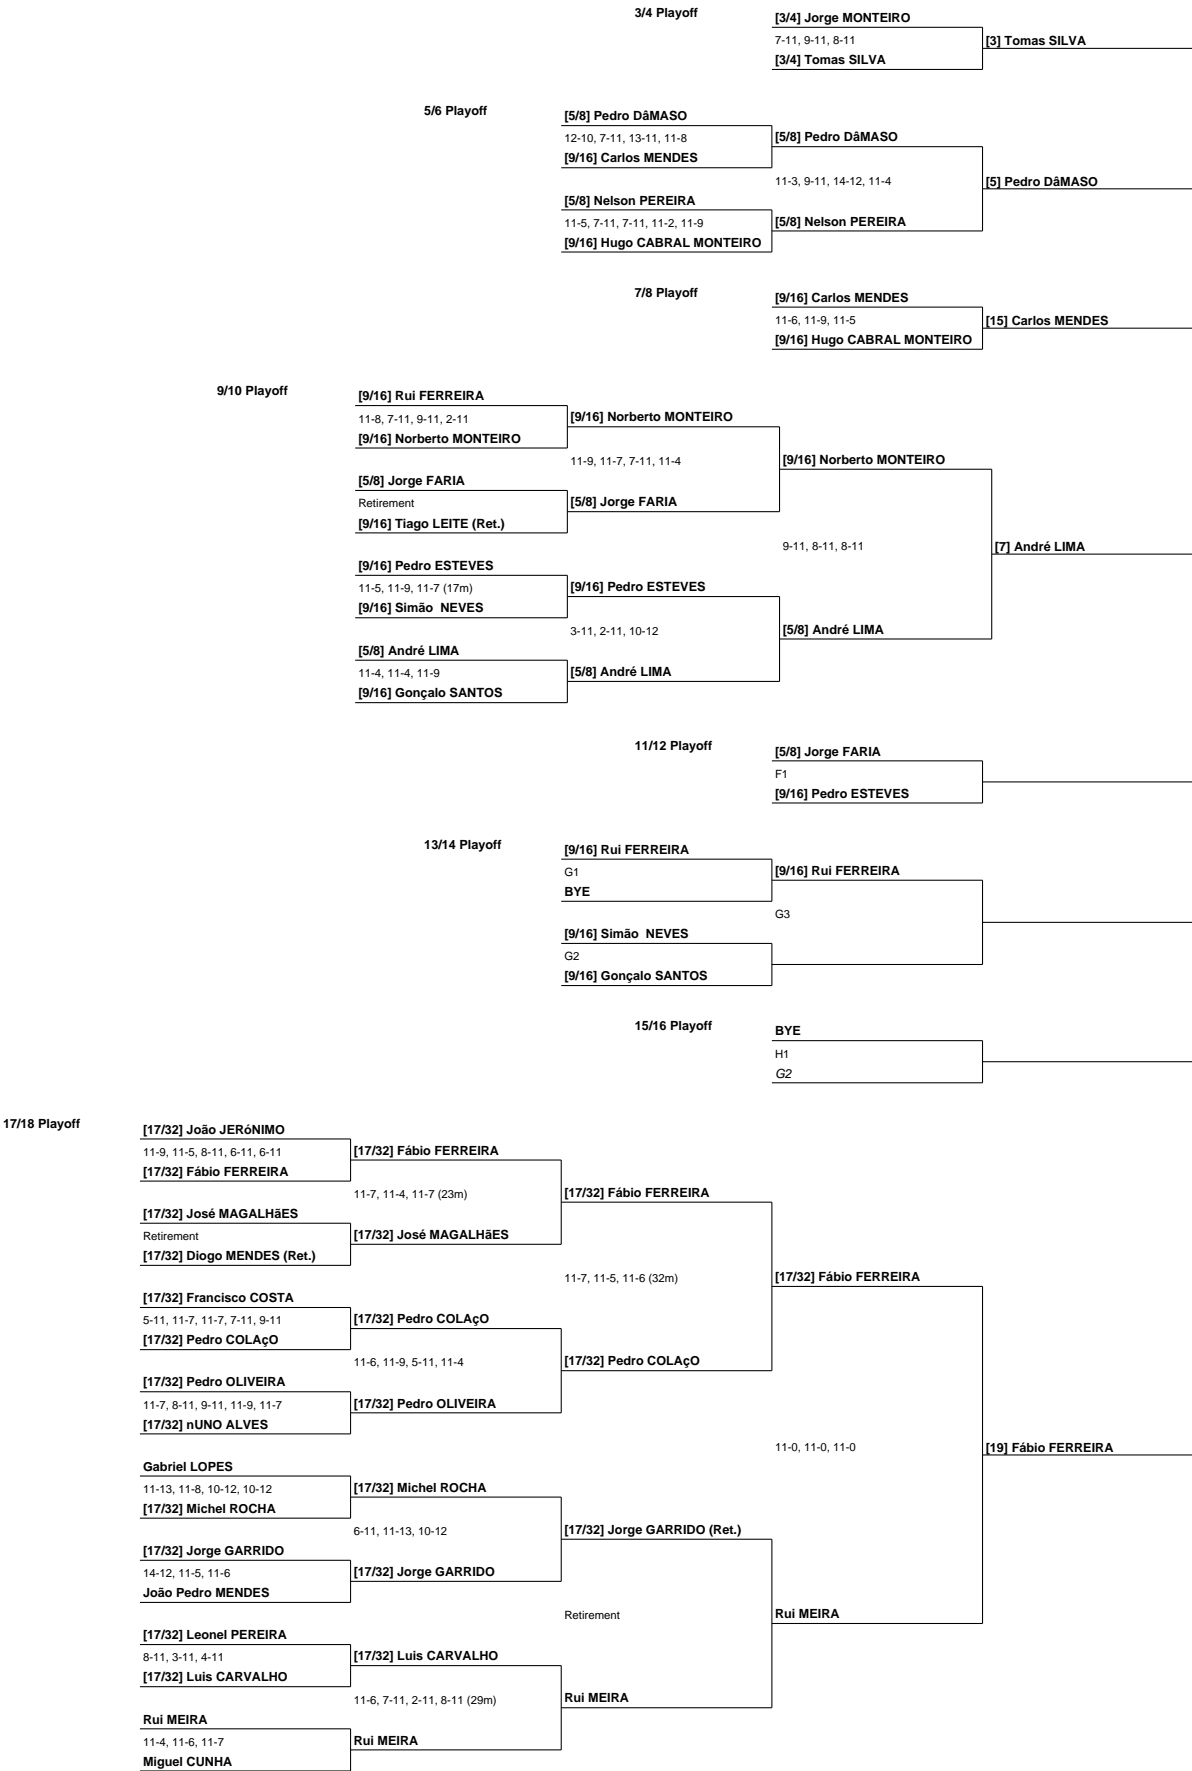 3/4 Playoff
[3/4] Jorge MONTEIRO
7-11, 9-11, 8-11
[3] Tomas SILVA
[3/4] Tomas SILVA
5/6 Playoff
[5/8] Pedro DâMASO
12-10, 7-11, 13-11, 11-8
[5/8] Pedro DâMASO
[9/16] Carlos MENDES
11-3, 9-11, 14-12, 11-4
[5] Pedro DâMASO
[5/8] Nelson PEREIRA
11-5, 7-11, 7-11, 11-2, 11-9
[5/8] Nelson PEREIRA
[9/16] Hugo CABRAL MONTEIRO
7/8 Playoff
[9/16] Carlos MENDES
11-6, 11-9, 11-5
[15] Carlos MENDES
[9/16] Hugo CABRAL MONTEIRO
9/10 Playoff
[9/16] Rui FERREIRA
11-8, 7-11, 9-11, 2-11
[9/16] Norberto MONTEIRO
[9/16] Norberto MONTEIRO
11-9, 11-7, 7-11, 11-4
[9/16] Norberto MONTEIRO
[5/8] Jorge FARIA
Retirement
[5/8] Jorge FARIA
[9/16] Tiago LEITE (Ret.)
9-11, 8-11, 8-11
[7] André LIMA
[9/16] Pedro ESTEVES
11-5, 11-9, 11-7 (17m)
[9/16] Pedro ESTEVES
[9/16] Simão  NEVES
3-11, 2-11, 10-12
[5/8] André LIMA
[5/8] André LIMA
11-4, 11-4, 11-9
[5/8] André LIMA
[9/16] Gonçalo SANTOS
11/12 Playoff
[5/8] Jorge FARIA
F1
[9/16] Pedro ESTEVES
13/14 Playoff
[9/16] Rui FERREIRA
G1
[9/16] Rui FERREIRA
BYE
G3
[9/16] Simão  NEVES
G2
[9/16] Gonçalo SANTOS
15/16 Playoff
BYE
H1
G2
17/18 Playoff
[17/32] João JERóNIMO
11-9, 11-5, 8-11, 6-11, 6-11
[17/32] Fábio FERREIRA
[17/32] Fábio FERREIRA
11-7, 11-4, 11-7 (23m)
[17/32] Fábio FERREIRA
[17/32] José MAGALHãES
Retirement
[17/32] José MAGALHãES
[17/32] Diogo MENDES (Ret.)
11-7, 11-5, 11-6 (32m)
[17/32] Fábio FERREIRA
[17/32] Francisco COSTA
5-11, 11-7, 11-7, 7-11, 9-11
[17/32] Pedro COLAçO
[17/32] Pedro COLAçO
11-6, 11-9, 5-11, 11-4
[17/32] Pedro COLAçO
[17/32] Pedro OLIVEIRA
11-7, 8-11, 9-11, 11-9, 11-7
[17/32] Pedro OLIVEIRA
[17/32] nUNO ALVES
11-0, 11-0, 11-0
[19] Fábio FERREIRA
Gabriel LOPES
11-13, 11-8, 10-12, 10-12
[17/32] Michel ROCHA
[17/32] Michel ROCHA
6-11, 11-13, 10-12
[17/32] Jorge GARRIDO (Ret.)
[17/32] Jorge GARRIDO
14-12, 11-5, 11-6
[17/32] Jorge GARRIDO
João Pedro MENDES
Retirement
Rui MEIRA
[17/32] Leonel PEREIRA
8-11, 3-11, 4-11
[17/32] Luis CARVALHO
[17/32] Luis CARVALHO
11-6, 7-11, 2-11, 8-11 (29m)
Rui MEIRA
Rui MEIRA
11-4, 11-6, 11-7
Rui MEIRA
Miguel CUNHA